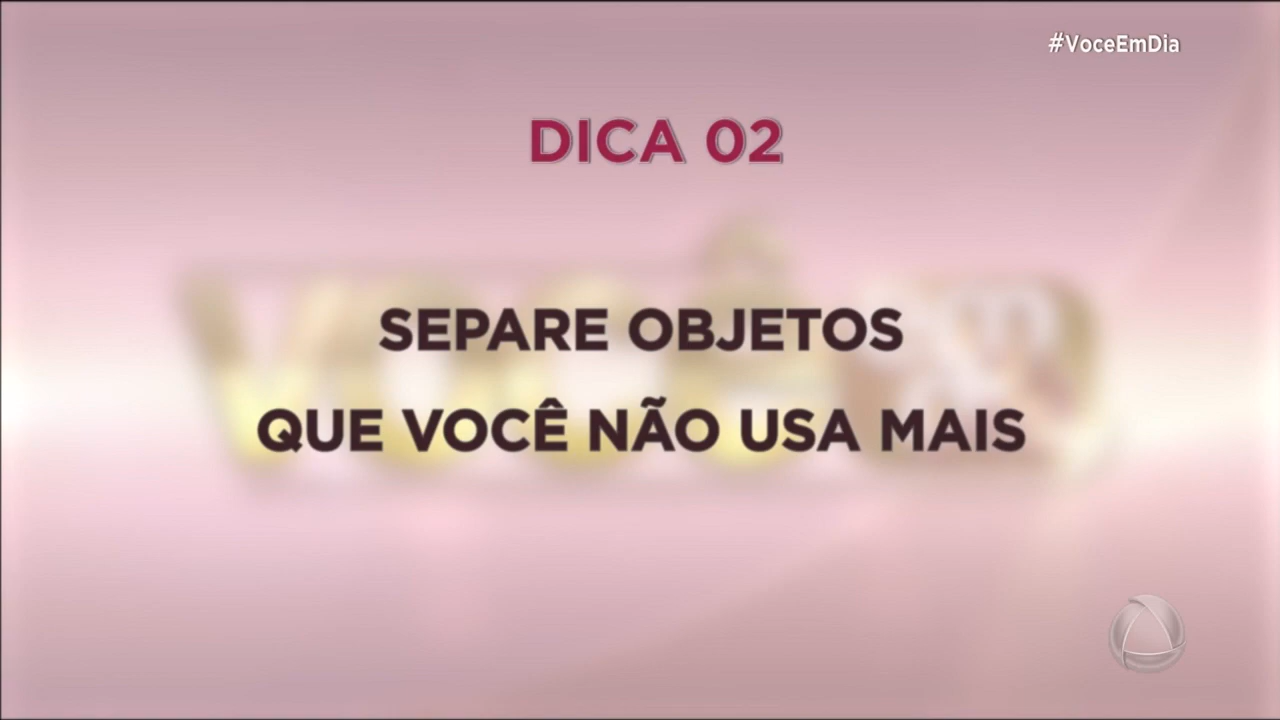 #VoceEmDia
DICA 02
SEPARE OBJETOS
QUE VOCÊ NÃO USA MAIS